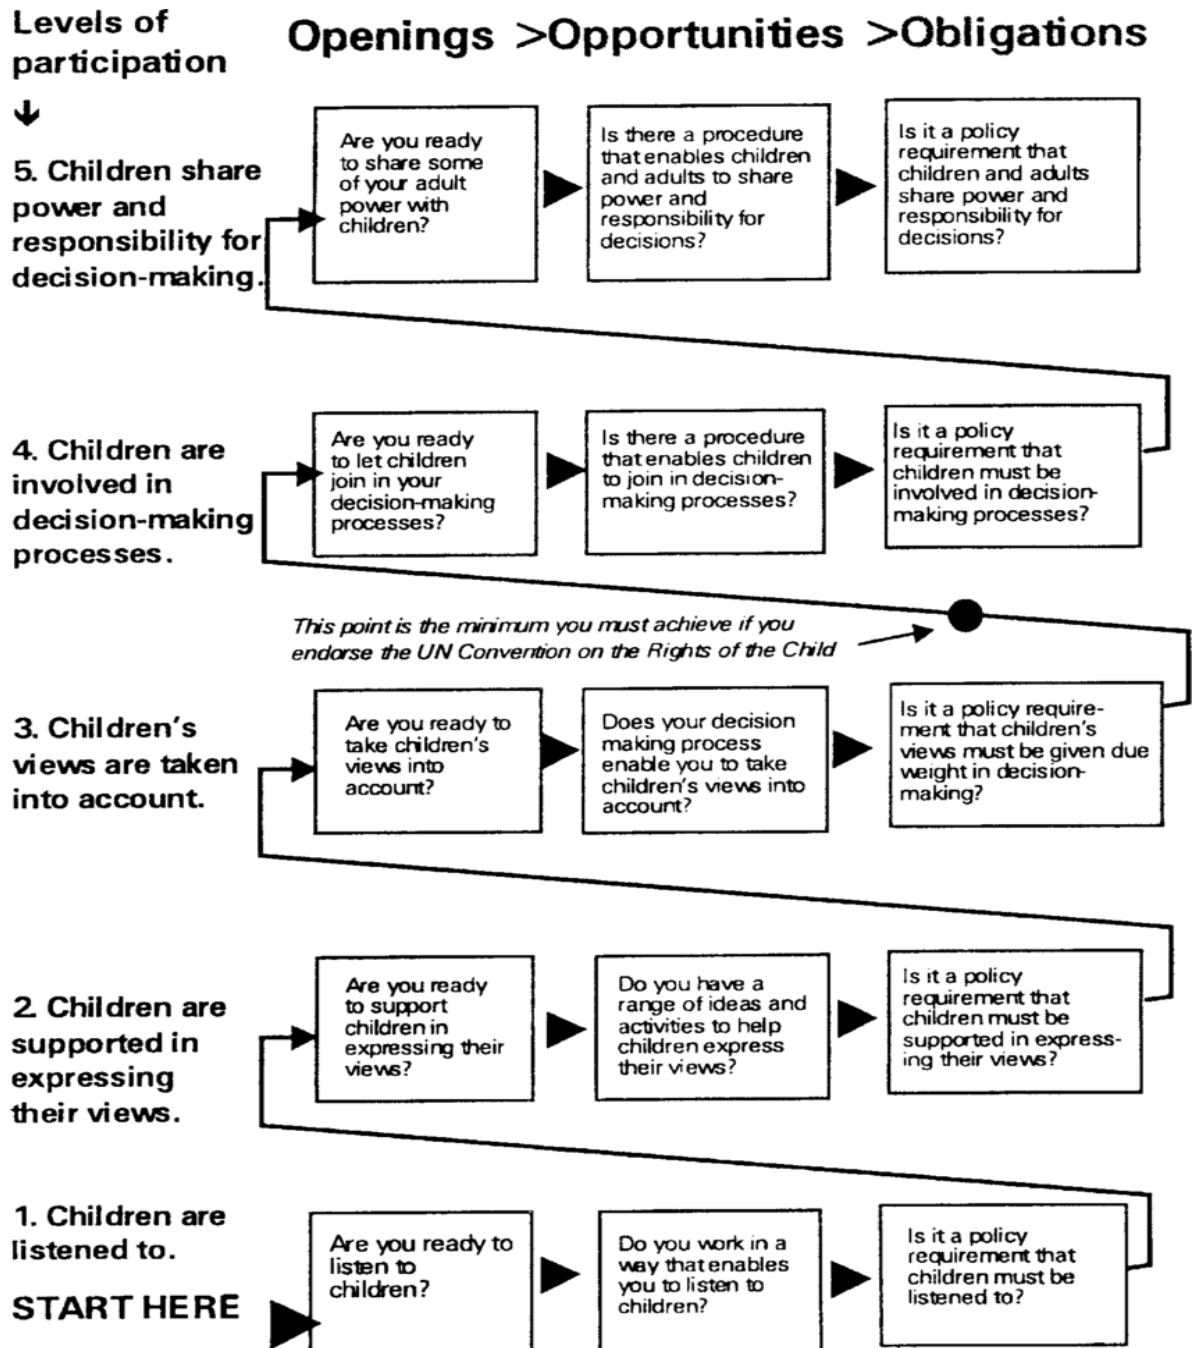 Levels of
participation
Openings >Opportunities >Obligations
5. Children share
power and
responsibility for
decision-making.
Are you ready
to share some
of your adult
power with
children?
Is there a procedure
that enables children
and adults to share
power and
responsibility for
decisions?
Is it a policy
requirement that
children and adults
share power and
responsibility for
decisions?
4. Children are
involved in
decision-making
processes.
Are you ready
to let children
join in your
decision-making
processes?
Is there a procedure
that enables children
to join in decision-
making processes?
Is it a policy
requirement that
children must be
involved in decision-
making processes?
This point is the minimum you must achieve if you
endorse the UN Convention on the Rights of the Child
3. Children's
views are taken
into account.
Are you ready to
take children's
views into
account?
Does your decision
making process
enable you to take
children's views into
account?
Is it a policy require-
ment that children's
views must be given due
weight in decision-
making?
2. Children are
supported in
expressing
their views.
Are you ready
to support
children in
expressing their
views?
Do you have a
range of ideas and
activities to help
children express
their views?
Is it a policy
requirement that
children must be
supported in express-
ing their views?
1. Children are
listened to.
START HERE
Are you ready to
listen to
children?
Do you work in a
way that enables
you to listen to
children?
Is it a policy
requirement that
children must be
listened to?